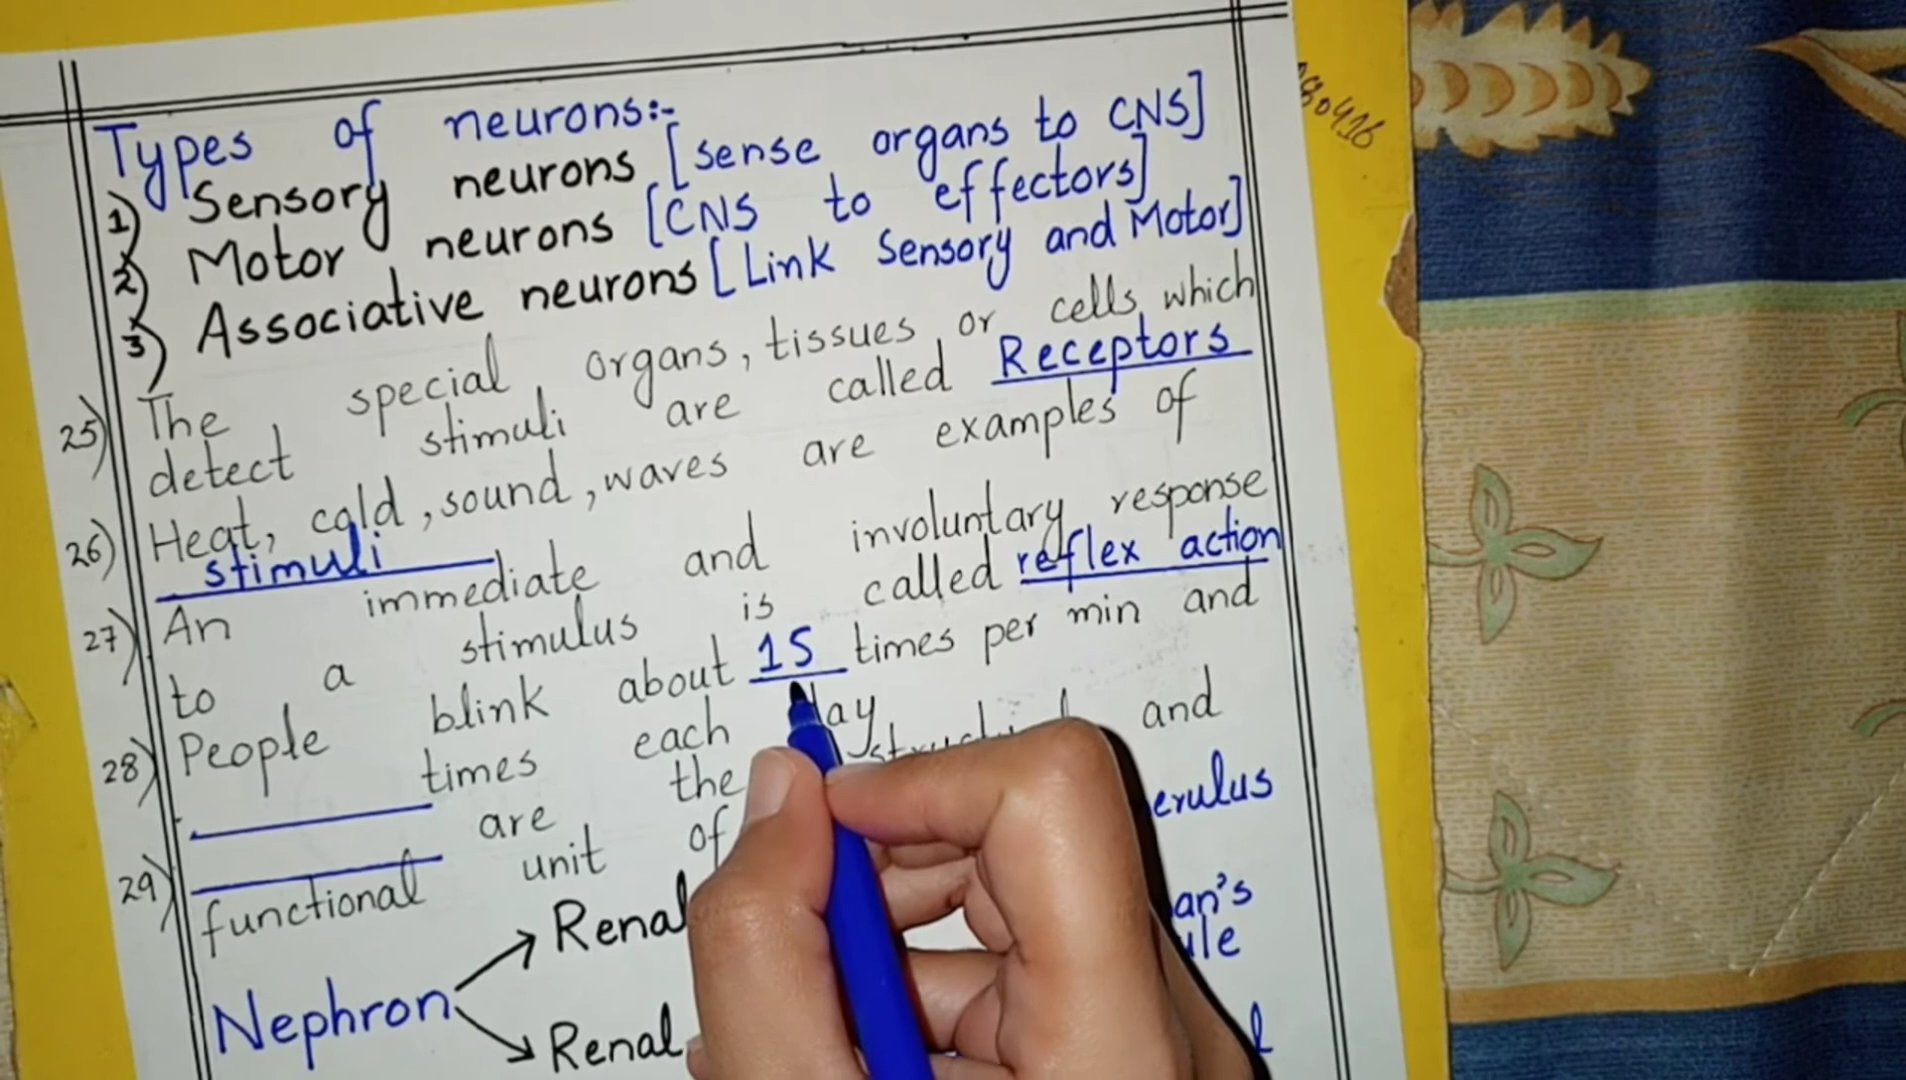 Types of neurons:-
1) Sensory neurons [sense organs to CNS]
2) Motor neurons [CNS to effectors]
3) Associative neurons [Link Sensory and Motor]
25) The special organs, tissues or cells which
detect stimuli are called Receptors
26) Heat, cold, sound, waves are examples of
stimuli
27) An immediate and involuntary response
to a stimulus is called reflex action
28) People blink about 15 times per min and
times each day
29) are the and
functional unit of
Renal
Nephron
Renal